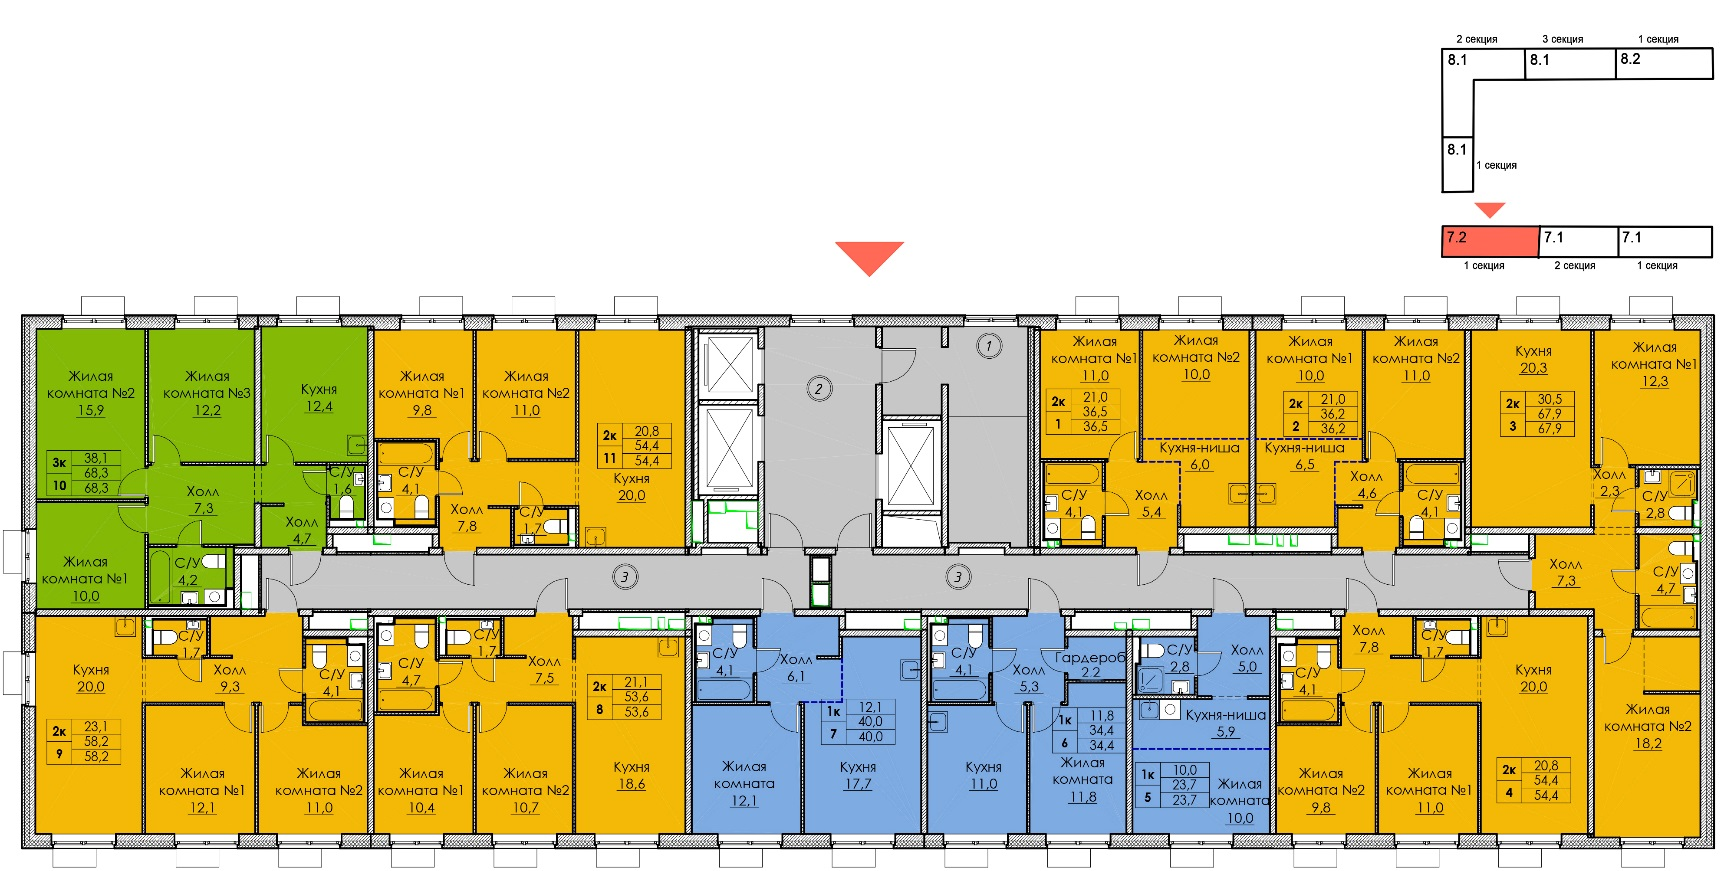 2 секция
3 секция
1 секция
8.1
8.1
8.2
8.1
1 секция
7.2
7.1
7.1
1 секция
2 секция
1 секция
Жилая
комната №2
15,9
Жилая
комната №3
12,2
Кухня
12,4
3к
10
38,1
68,3
68,3
Холл
7,3
С/У
1,6
Холл
4,7
Жилая
комната №1
10,0
С/У
4,2
Жилая
комната №1
9,8
Жилая
комната №2
11,0
2к
11
20,8
54,4
54,4
Кухня
20,0
С/У
4,1
Холл
7,8
С/У
1,7
1
2
3
3
Жилая
комната №1
11,0
Жилая
комната №2
10,0
2к
1
21,0
36,5
36,5
Кухня-ниша
6,0
С/У
4,1
Холл
5,4
Жилая
комната №1
10,0
Жилая
комната №2
11,0
2к
2
21,0
36,2
36,2
Кухня-ниша
6,5
Холл
4,6
С/У
4,1
Кухня
20,3
Жилая
комната №1
12,3
2к
3
30,5
67,9
67,9
Холл
2,3
С/У
2,8
Холл
7,3
С/У
4,7
Жилая
комната №2
18,2
Кухня
20,0
С/У
1,7
Холл
9,3
С/У
4,1
2к
9
23,1
58,2
58,2
Жилая
комната №1
12,1
Жилая
комната №2
11,0
С/У
4,7
С/У
1,7
Холл
7,5
2к
8
21,1
53,6
53,6
Жилая
комната №1
10,4
Жилая
комната №2
10,7
Кухня
18,6
С/У
4,1
Холл
6,1
1к
7
12,1
40,0
40,0
Жилая
комната
12,1
Кухня
17,7
С/У
4,1
Холл
5,3
Гардероб
2,2
1к
6
11,8
34,4
34,4
Кухня
11,0
Жилая
комната
11,8
С/У
2,8
Холл
5,0
Кухня-ниша
5,9
1к
5
10,0
23,7
23,7
Жилая
комната
10,0
С/У
4,1
Холл
7,8
С/У
1,7
Кухня
20,0
Жилая
комната №2
9,8
Жилая
комната №1
11,0
2к
4
20,8
54,4
54,4